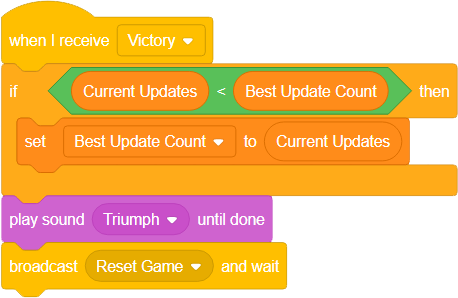 when I receive Victory
if Current Updates < Best Update Count then
set Best Update Count to Current Updates
play sound Triumph until done
broadcast Reset Game and wait